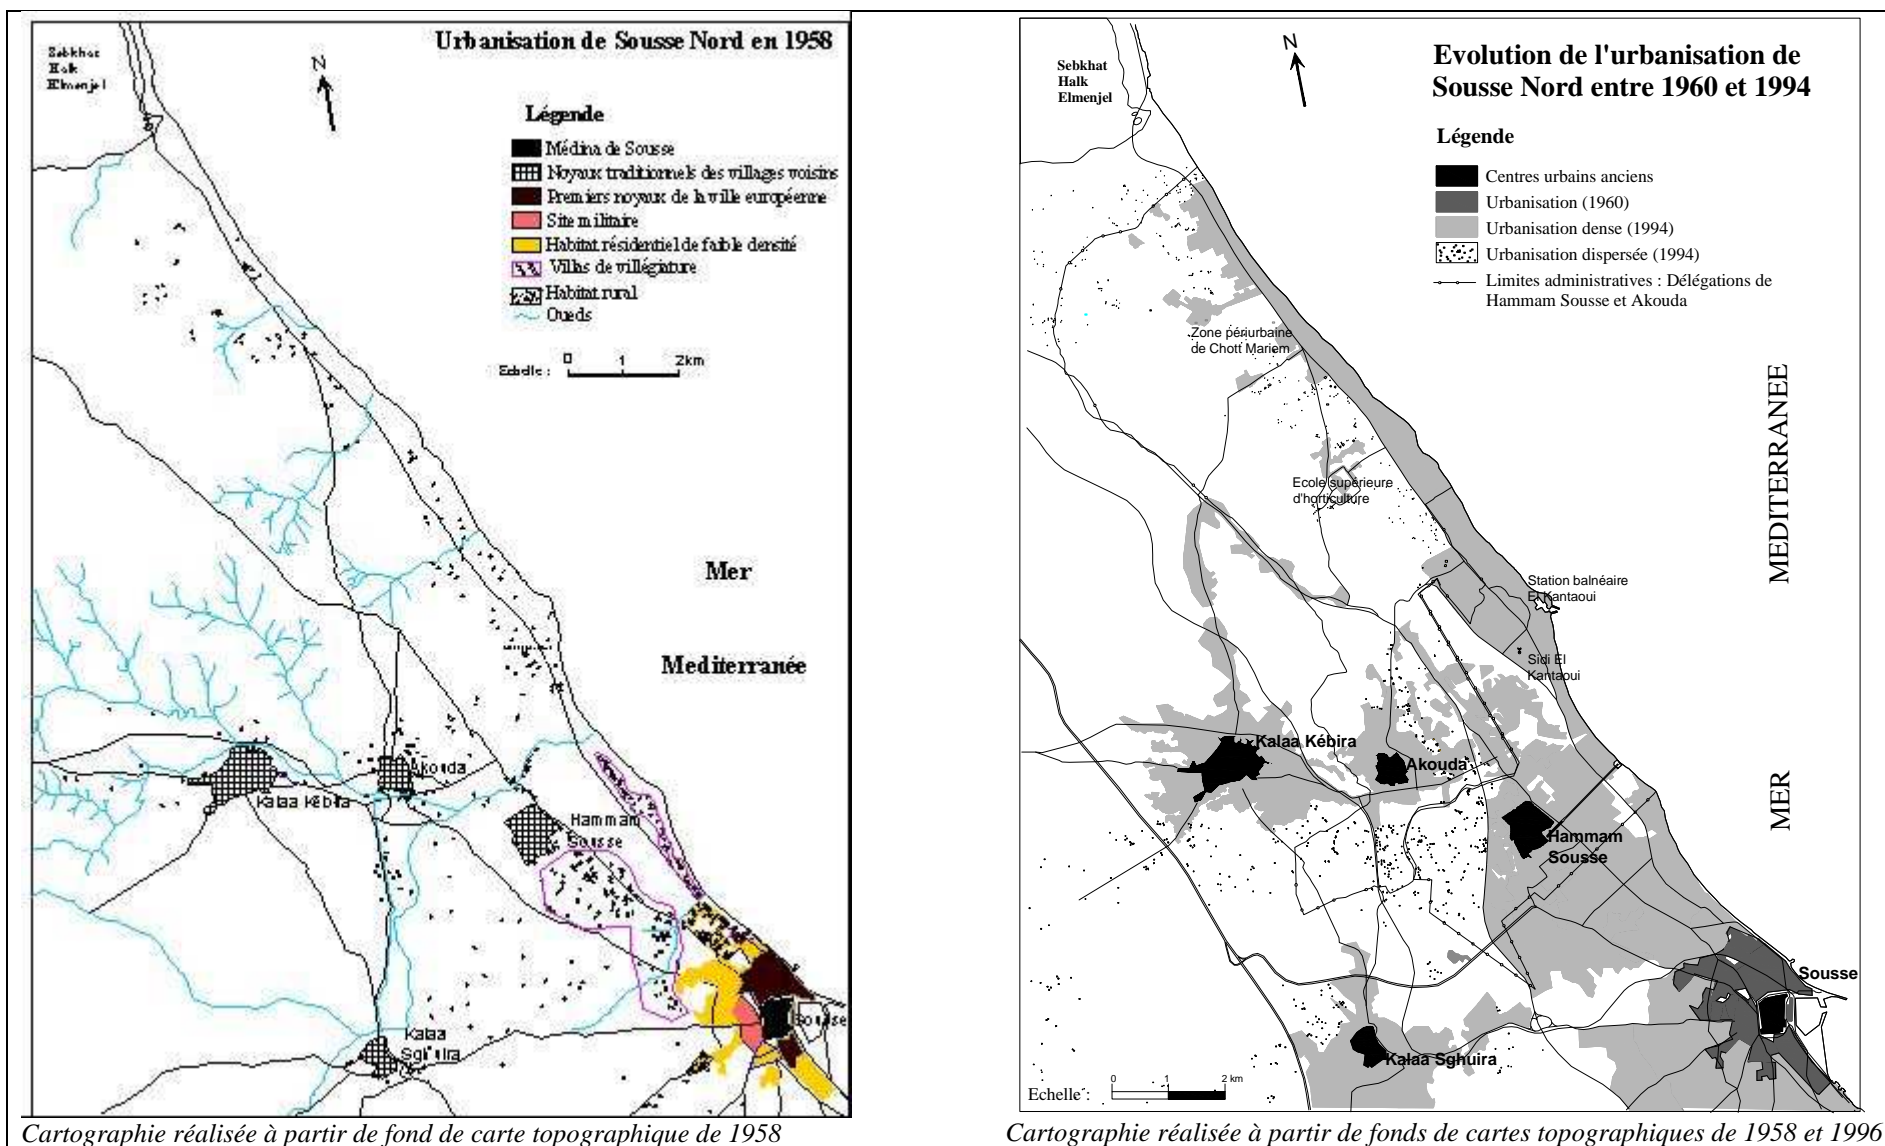 Urbanisation de Sousse Nord en 1958
Sebkhat
Halk
Elmenjel
N
Légende
Médina de Sousse
Noyaux traditionnels des villages voisins
Premiers noyaux de la ville européenne
Site militaire
Habitat résidentiel de faible densité
Villas de villégiature
Habitat rural
Oueds
Echelle :
0 1 2km
Mer
Mediterranée
Akouda
Kalaa Kébira
Hammam
Sousse
Kalaa
Sghuira
Sousse
Cartographie réalisée à partir de fond de carte topographique de 1958
Evolution de l'urbanisation de
Sousse Nord entre 1960 et 1994
Sebkhat
Halk
Elmenjel
N
Légende
Centres urbains anciens
Urbanisation (1960)
Urbanisation dense (1994)
Urbanisation dispersée (1994)
Limites administratives : Délégations de
Hammam Sousse et Akouda
Zone périurbaine
de Chott Mariem
Ecole supérieure
d'horticulture
MEDITERRANEE
Station balnéaire
El Kantaoui
Sidi El
Kantaoui
Kalaa Kébira
Akouda
MER
Hammam
Sousse
Sousse
Kalaa Sghuira
Echelle :
0 1 2 km
Cartographie réalisée à partir de fonds de cartes topographiques de 1958 et 1996